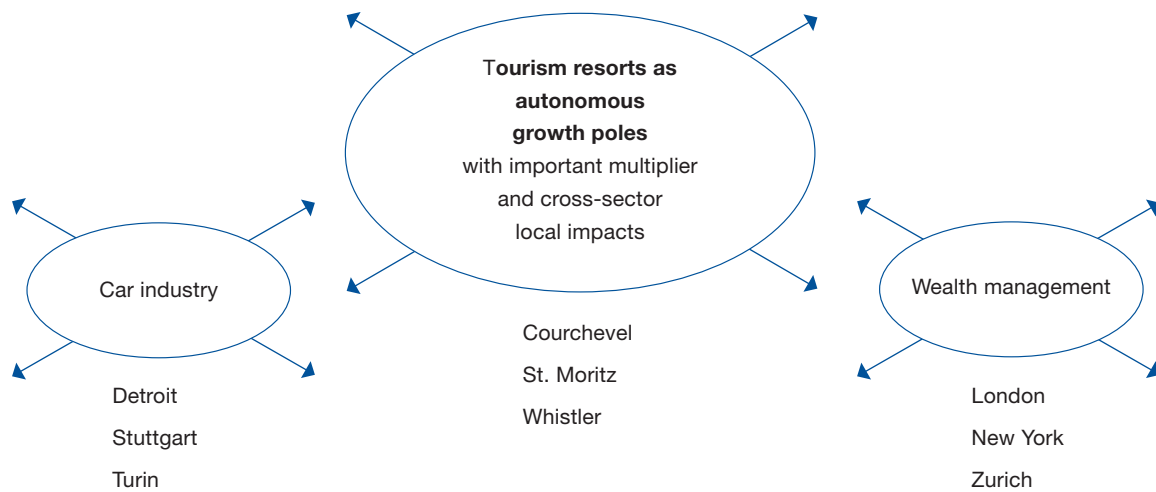 Tourism resorts as
autonomous
growth poles
with important multiplier
and cross-sector
local impacts
Car industry
Wealth management
Courchevel
St. Moritz
Whistler
Detroit
Stuttgart
Turin
London
New York
Zurich